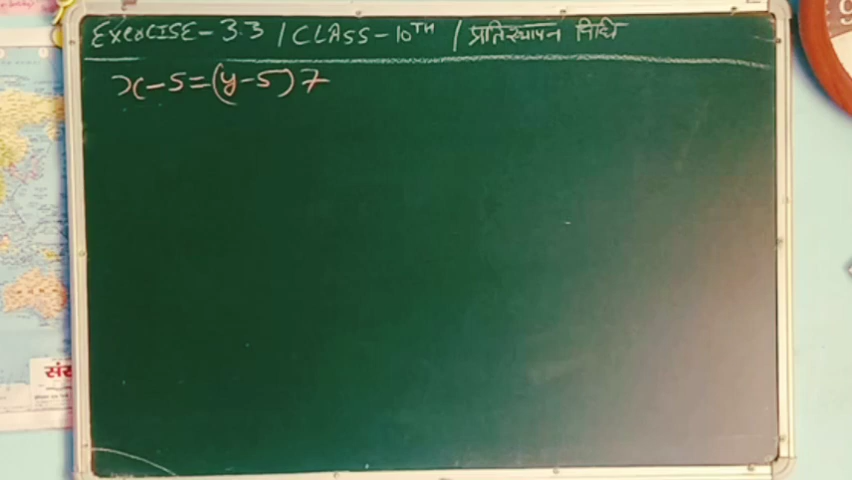 EXERCISE-3.3 / CLASS-10TH / प्रतिस्थापन विधि
x-5=(y-5)7